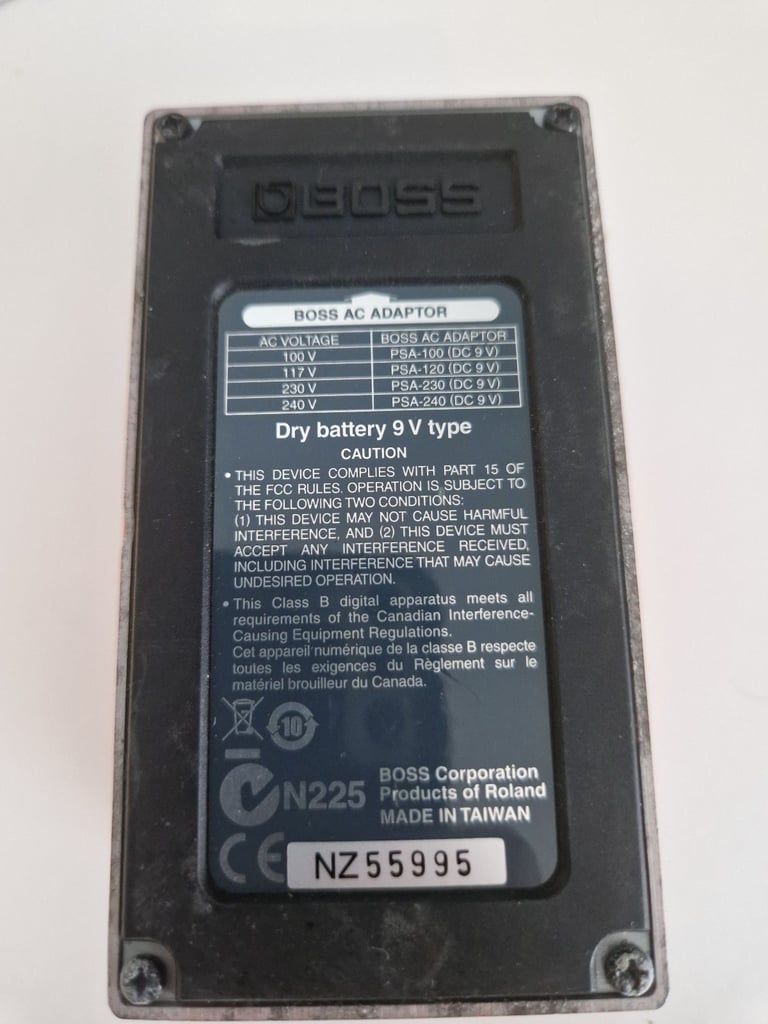 BOSS
BOSS AC ADAPTOR
AC VOLTAGE BOSS AC ADAPTOR
100 V PSA-100 (DC 9 V)
117 V PSA-120 (DC 9 V)
230 V PSA-230 (DC 9 V)
240 V PSA-240 (DC 9 V)
Dry battery 9 V type
CAUTION
• THIS DEVICE COMPLIES WITH PART 15 OF
THE FCC RULES. OPERATION IS SUBJECT TO
THE FOLLOWING TWO CONDITIONS:
(1) THIS DEVICE MAY NOT CAUSE HARMFUL
INTERFERENCE, AND (2) THIS DEVICE MUST
ACCEPT ANY INTERFERENCE RECEIVED,
INCLUDING INTERFERENCE THAT MAY CAUSE
UNDESIRED OPERATION.
• This Class B digital apparatus meets all
requirements of the Canadian Interference-
Causing Equipment Regulations.
Cet appareil numérique de la classe B respecte
toutes les exigences du Règlement sur le
matériel brouilleur du Canada.
10
N225
BOSS Corporation
Products of Roland
MADE IN TAIWAN
CE
NZ55995